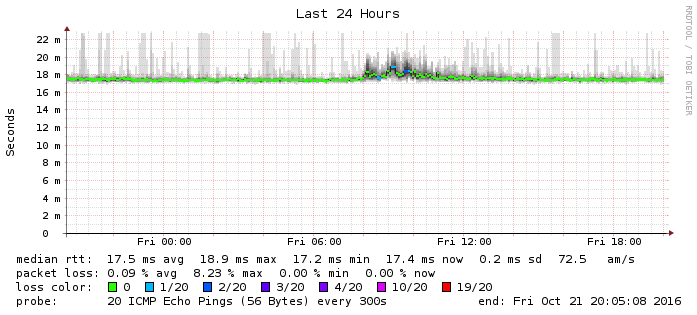 Last 24 Hours
RRDTOOL / TOBI OETIKER
Seconds
22 m
20 m
18 m
16 m
14 m
12 m
10 m
8 m
6 m
4 m
2 m
0
Fri 00:00 Fri 06:00 Fri 12:00 Fri 18:00
median rtt: 17.5 ms avg 18.9 ms max 17.2 ms min 17.4 ms now 0.2 ms sd 72.5 am/s
packet loss: 0.09 % avg 8.23 % max 0.00 % min 0.00 % now
loss color: 0 1/20 2/20 3/20 4/20 10/20 19/20
probe: 20 ICMP Echo Pings (56 Bytes) every 300s end: Fri Oct 21 20:05:08 2016